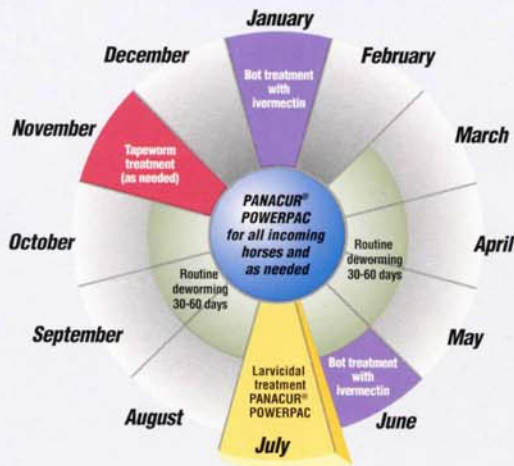 January
February
March
April
May
June
July
August
September
October
November
December
Bot treatment
with
ivermectin
Tapeworm
treatment
(as needed)
PANACUR®
POWERPAC
for all incoming
horses and
as needed
Routine
deworming
30-60 days
Routine
deworming
30-60 days
Bot treatment
with
ivermectin
Larvicidal
treatment
PANACUR®
POWERPAC